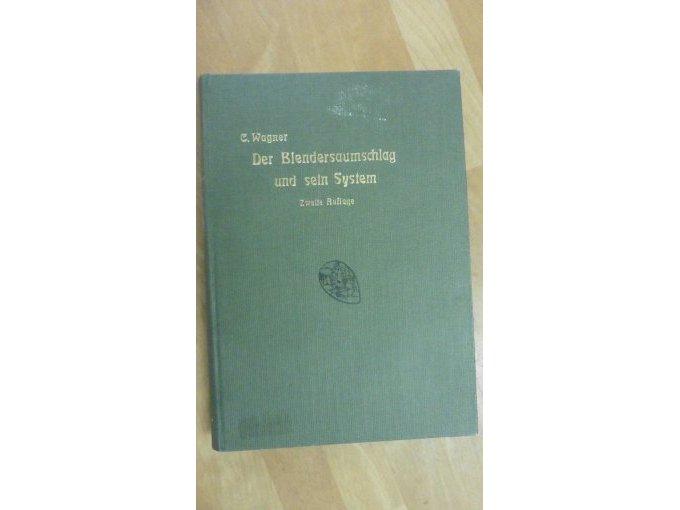 C. Wagner
Der Blendersaumschlag
und sein System
Zweite Auflage